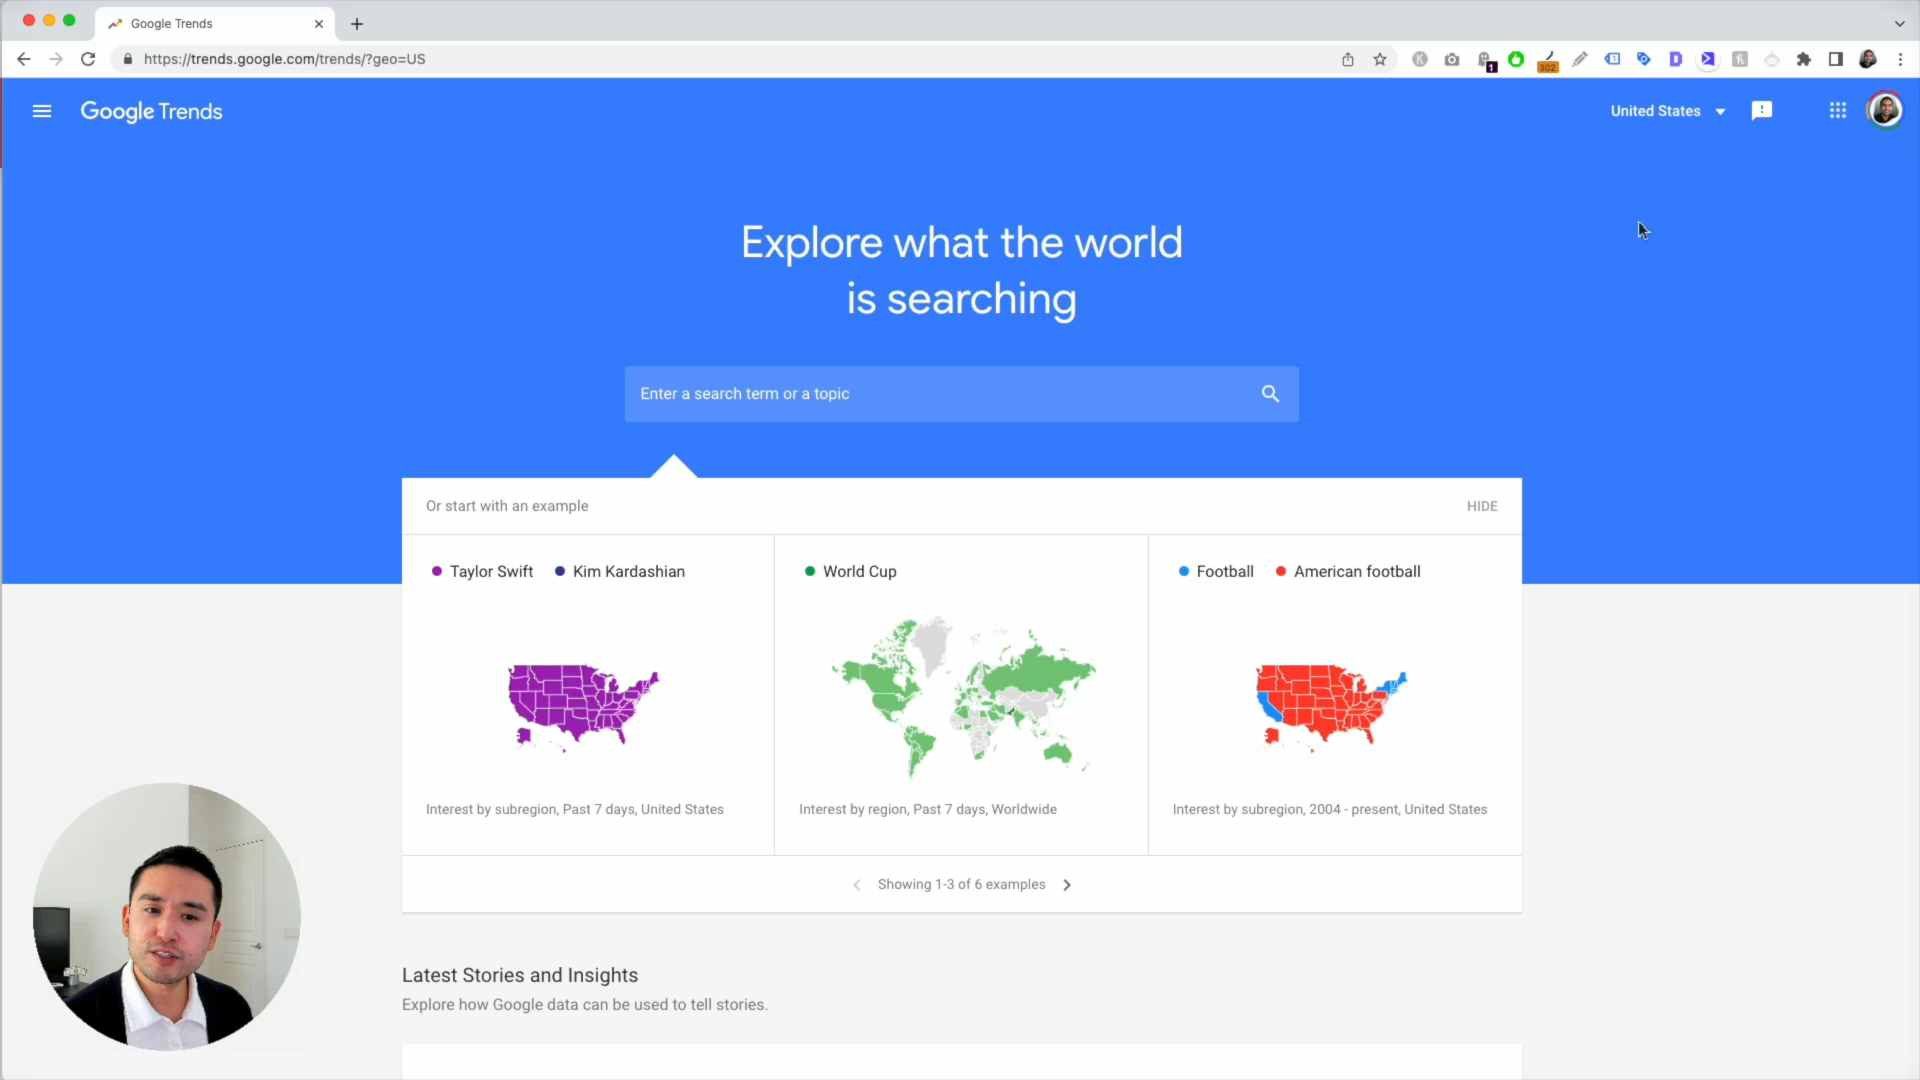 Google Trends
https://trends.google.com/trends/?geo=US
1
302
Google Trends
United States
Explore what the world
is searching
Enter a search term or a topic
Or start with an example
HIDE
Taylor Swift Kim Kardashian
World Cup
Football American football
Interest by subregion, Past 7 days, United States
Interest by region, Past 7 days, Worldwide
Interest by subregion, 2004 - present, United States
Showing 1-3 of 6 examples
Latest Stories and Insights
Explore how Google data can be used to tell stories.